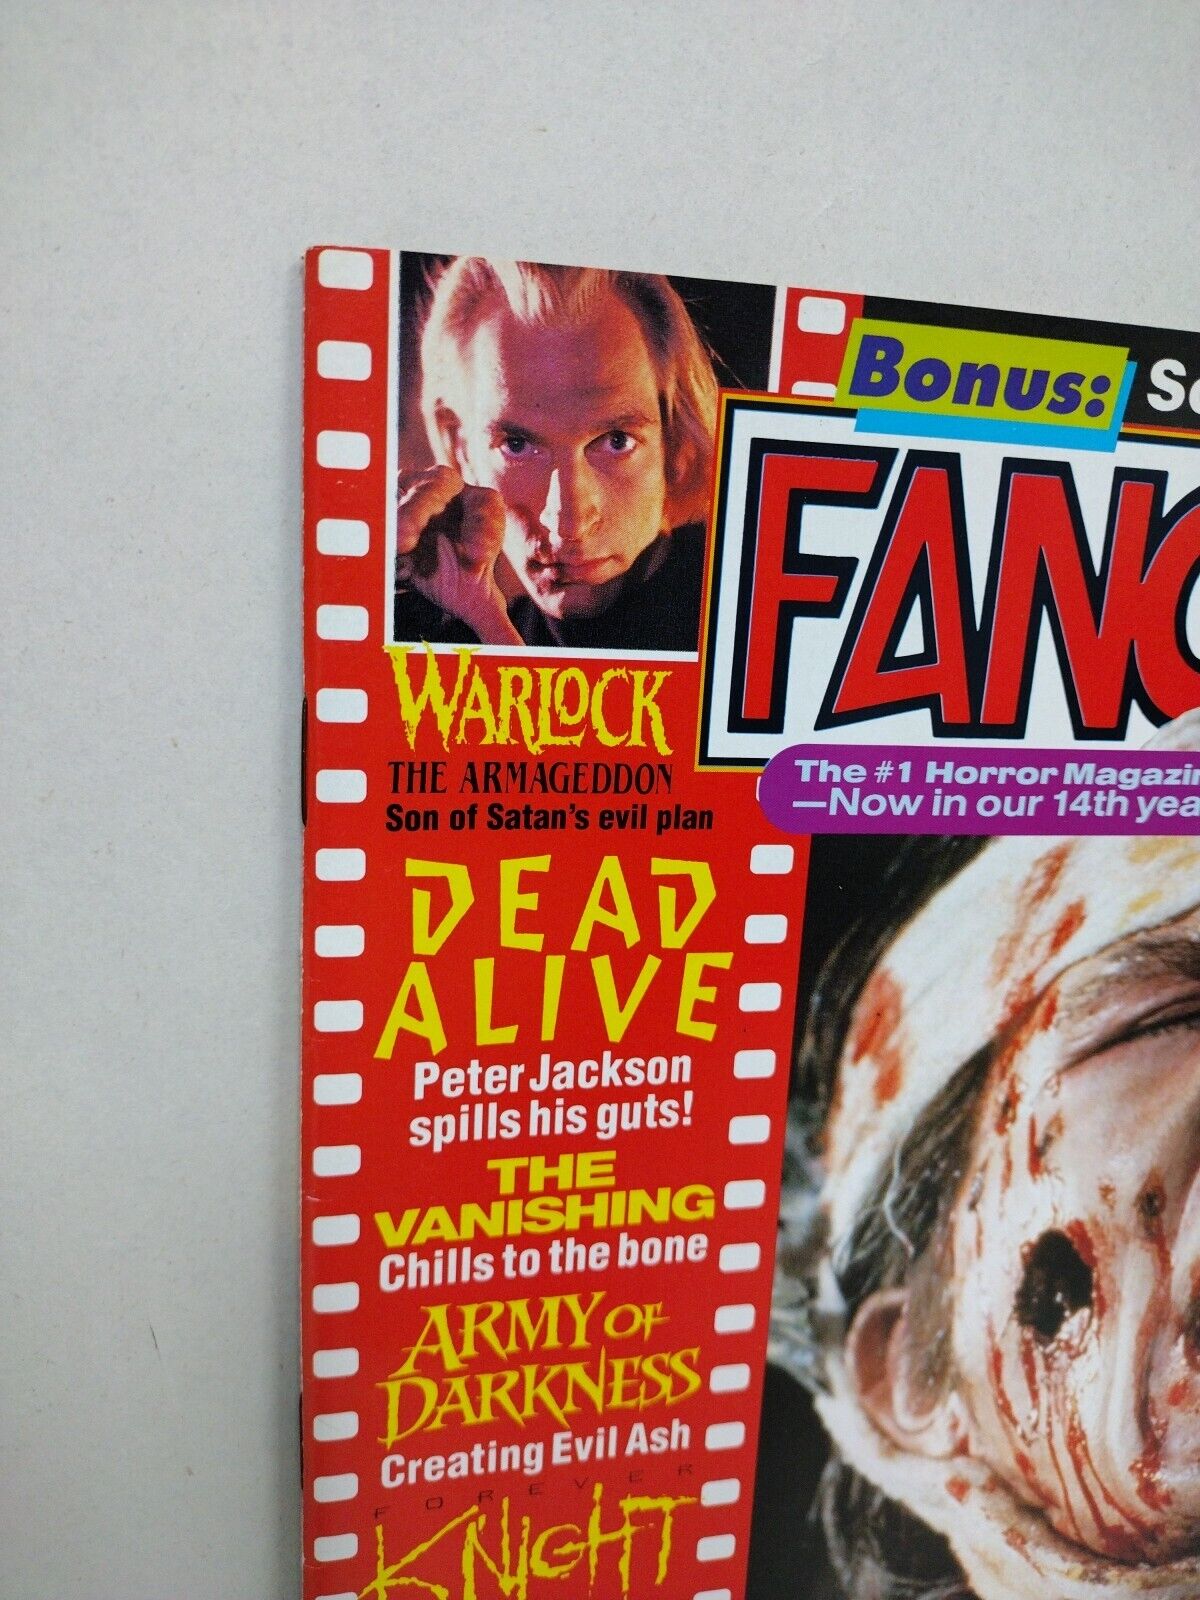 Bonus:
FANG
WARLOCK
THE ARMAGEDDON
Son of Satan's evil plan
The #1 Horror Magazin
—Now in our 14th yea
DEAD
ALIVE
Peter Jackson
spills his guts!
THE
VANISHING
Chills to the bone
ARMY OF
DARKNESS
Creating Evil Ash
FOREVER
KNIGHT